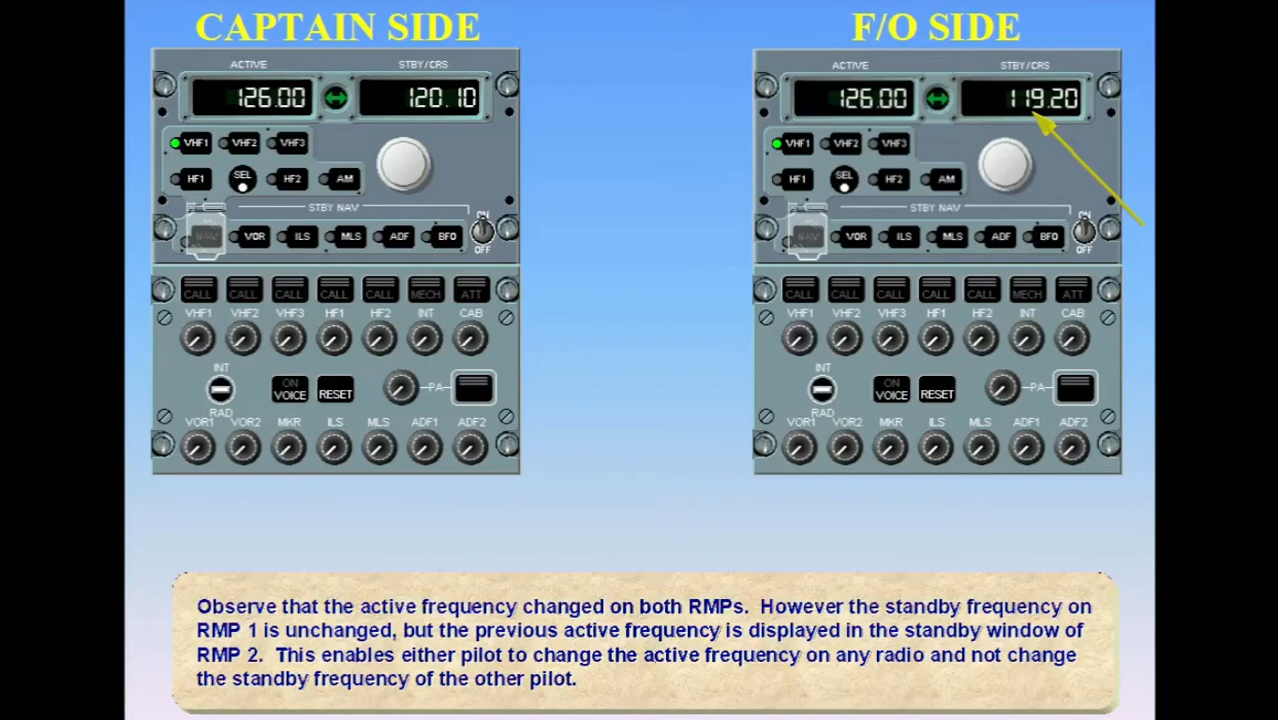 CAPTAIN SIDE
F/O SIDE
ACTIVE STBY/CRS
126.00 120.10
VHF1 VHF2 VHF3
HF1 SEL HF2 AM
STBY NAV
ON
NAV VOR ILS MLS ADF BFO
OFF
CALL CALL CALL CALL CALL MECH ATT
VHF1 VHF2 VHF3 HF1 HF2 INT CAB
INT
ON
VOICE RESET PA
RAD
VOR1 VOR2 MKR ILS MLS ADF1 ADF2
ACTIVE STBY/CRS
126.00 119.20
VHF1 VHF2 VHF3
HF1 SEL HF2 AM
STBY NAV
ON
NAV VOR ILS MLS ADF BFO
OFF
CALL CALL CALL CALL CALL MECH ATT
VHF1 VHF2 VHF3 HF1 HF2 INT CAB
INT
ON
VOICE RESET PA
RAD
VOR1 VOR2 MKR ILS MLS ADF1 ADF2
Observe that the active frequency changed on both RMPs. However the standby frequency on
RMP 1 is unchanged, but the previous active frequency is displayed in the standby window of
RMP 2. This enables either pilot to change the active frequency on any radio and not change
the standby frequency of the other pilot.